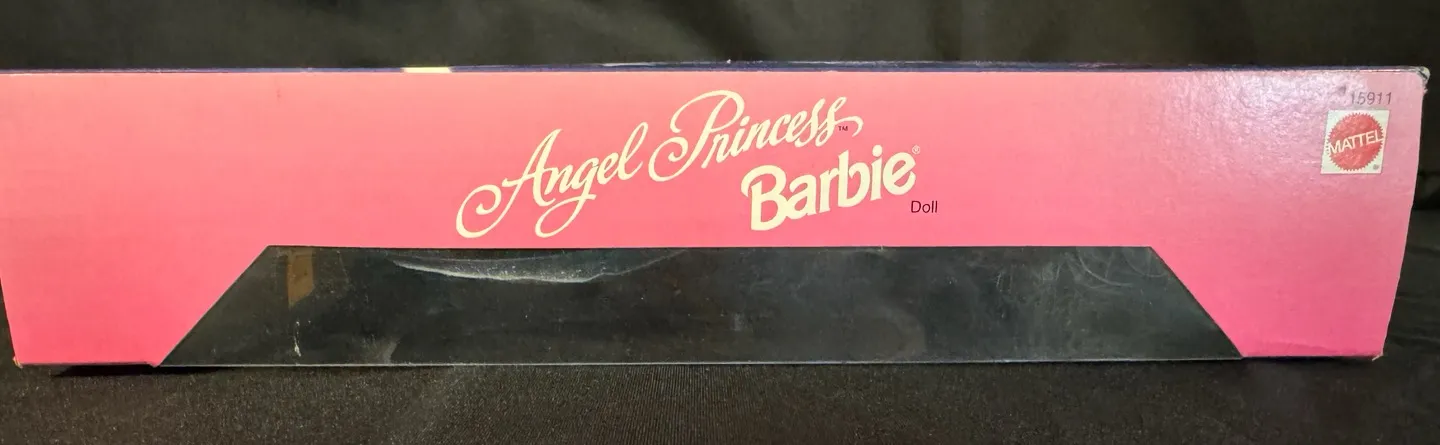 Angel Princess™
Barbie®
Doll
15911
MATTEL
®